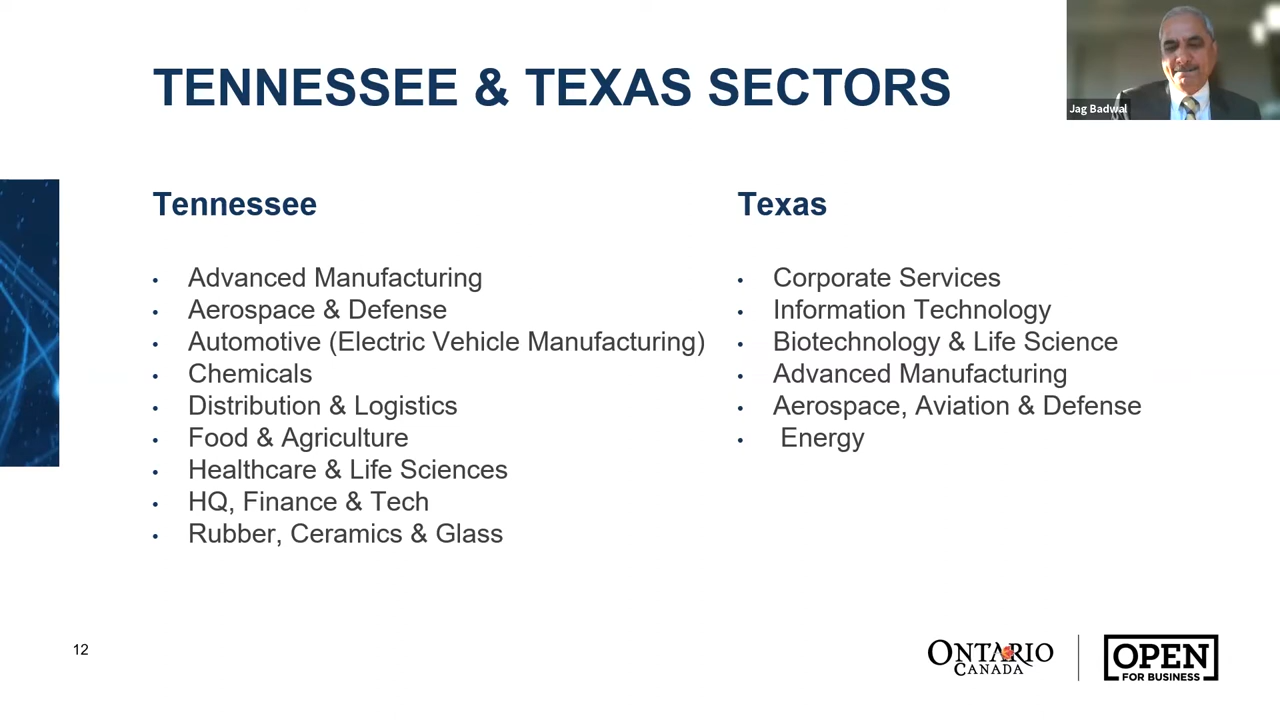 TENNESSEE & TEXAS SECTORS
Jag Badwal
Tennessee
• Advanced Manufacturing
• Aerospace & Defense
• Automotive (Electric Vehicle Manufacturing)
• Chemicals
• Distribution & Logistics
• Food & Agriculture
• Healthcare & Life Sciences
• HQ, Finance & Tech
• Rubber, Ceramics & Glass
Texas
• Corporate Services
• Information Technology
• Biotechnology & Life Science
• Advanced Manufacturing
• Aerospace, Aviation & Defense
• Energy
12
ONTARIO
CANADA
OPEN
FOR BUSINESS